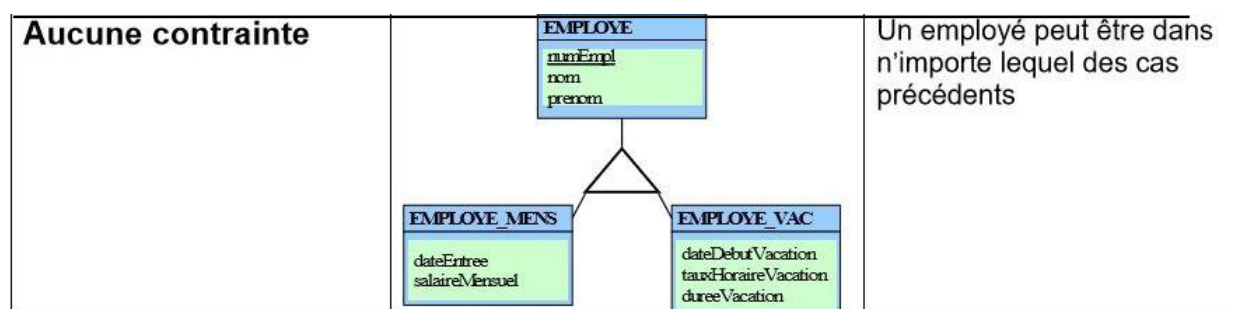 Aucune contrainte
EMPLOYE
numEmpl
nom
prenom
EMPLOYE_MENS
dateEntree
salaireMensuel
EMPLOYE_VAC
dateDebutVacation
tauxHoraireVacation
dureeVacation
Un employé peut être dans
n'importe lequel des cas
précédents